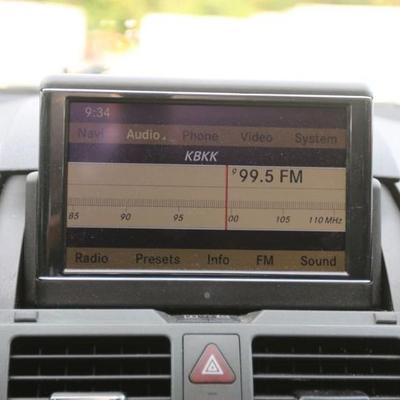 9:34
Navi Audio Phone Video System
KBKK
9 99.5 FM
85 90 95 00 105 110 MHz
Radio Presets Info FM Sound